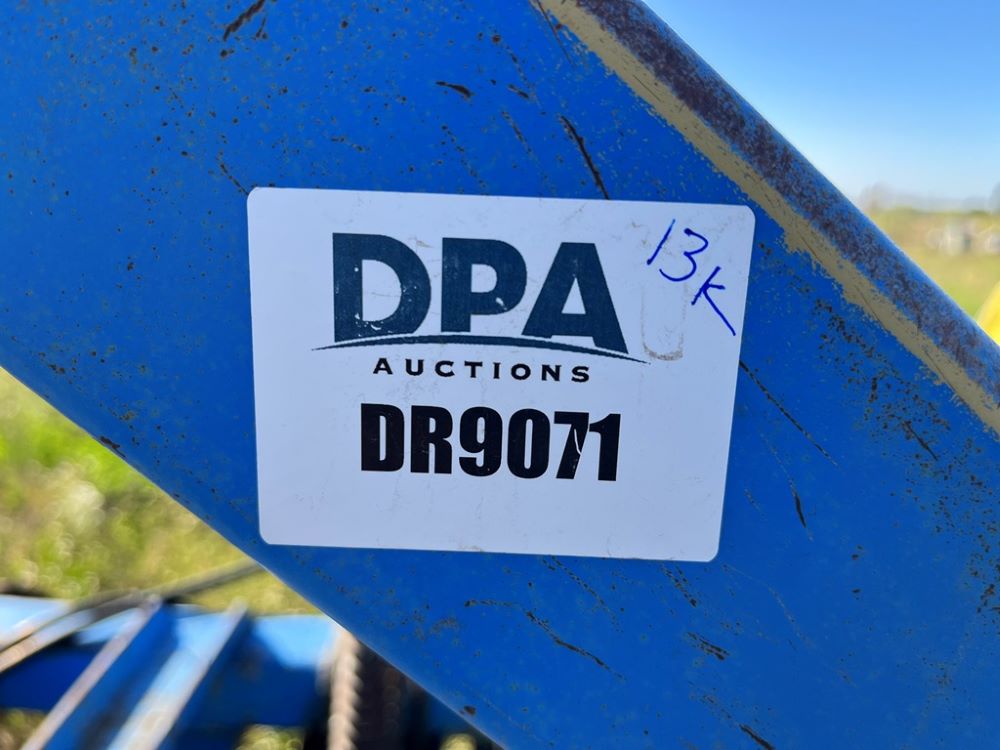 DPA
13K
AUCTIONS
DR9071